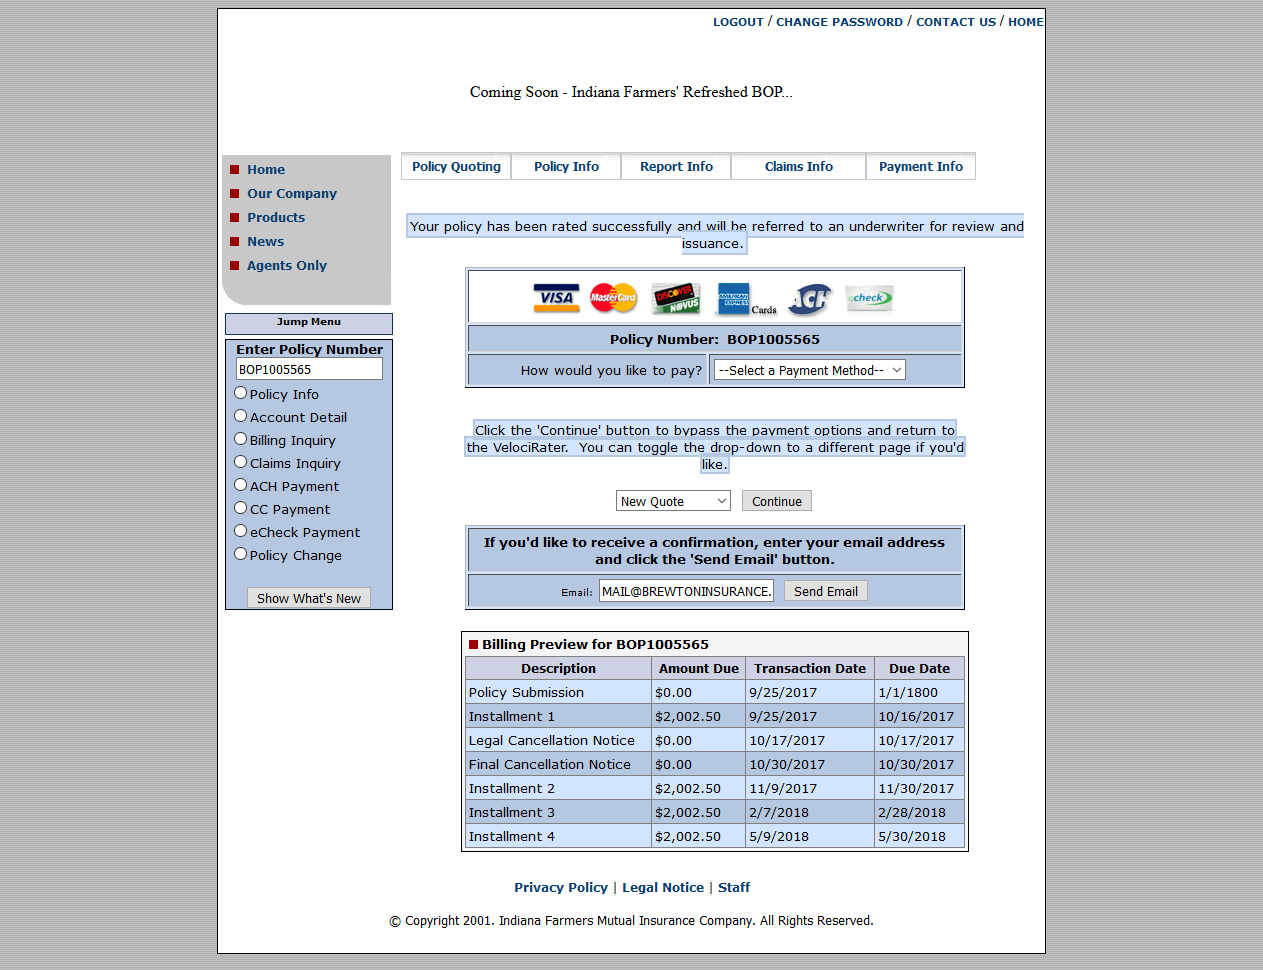 LOGOUT / CHANGE PASSWORD / CONTACT US / HOME
Coming Soon - Indiana Farmers' Refreshed BOP...
Home
Our Company
Products
News
Agents Only
Policy Quoting Policy Info Report Info Claims Info Payment Info
Jump Menu
Enter Policy Number
BOP1005565
Policy Info
Account Detail
Billing Inquiry
Claims Inquiry
ACH Payment
CC Payment
eCheck Payment
Policy Change
Show What's New
Your policy has been rated successfully and will be referred to an underwriter for review and
issuance.
VISA MasterCard DISCOVER NOVUS AMERICAN EXPRESS Cards ACH echeck
Policy Number: BOP1005565
How would you like to pay? --Select a Payment Method--
Click the 'Continue' button to bypass the payment options and return to
the VelociRater. You can toggle the drop-down to a different page if you'd
like.
New Quote Continue
If you'd like to receive a confirmation, enter your email address
and click the 'Send Email' button.
Email: MAIL@BREWTONINSURANCE. Send Email
Billing Preview for BOP1005565
Description Amount Due Transaction Date Due Date
Policy Submission $0.00 9/25/2017 1/1/1800
Installment 1 $2,002.50 9/25/2017 10/16/2017
Legal Cancellation Notice $0.00 10/17/2017 10/17/2017
Final Cancellation Notice $0.00 10/30/2017 10/30/2017
Installment 2 $2,002.50 11/9/2017 11/30/2017
Installment 3 $2,002.50 2/7/2018 2/28/2018
Installment 4 $2,002.50 5/9/2018 5/30/2018
Privacy Policy | Legal Notice | Staff
© Copyright 2001. Indiana Farmers Mutual Insurance Company. All Rights Reserved.